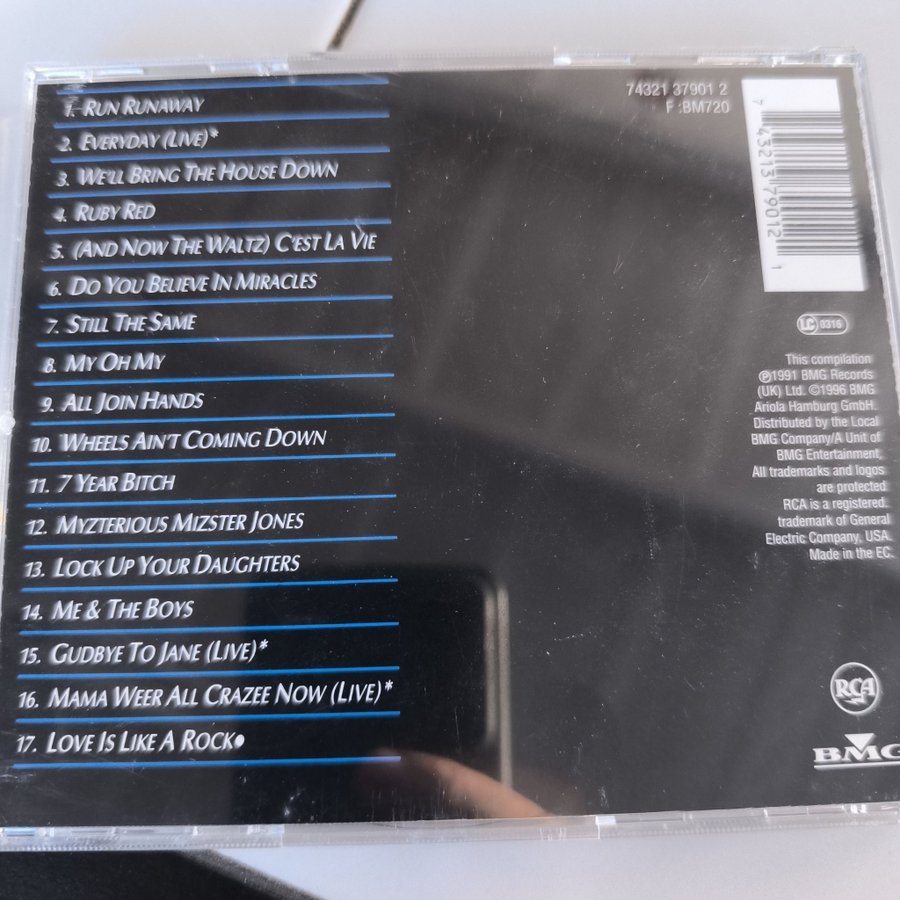 1. RUN RUNAWAY
2. EVERYDAY (LIVE)*
3. WE'LL BRING THE HOUSE DOWN
4. RUBY RED
5. (AND NOW THE WALTZ) C'EST LA VIE
6. DO YOU BELIEVE IN MIRACLES
7. STILL THE SAME
8. MY OH MY
9. ALL JOIN HANDS
10. WHEELS AIN'T COMING DOWN
11. 7 YEAR BITCH
12. MYZTERIOUS MIZSTER JONES
13. LOCK UP YOUR DAUGHTERS
14. ME & THE BOYS
15. GUDBYE TO JANE (LIVE)*
16. MAMA WEER ALL CRAZEE NOW (LIVE)*
17. LOVE IS LIKE A ROCK●
74321 37901 2
F :BM720
7 43213 79012 1
LC 0316
This compilation
℗1991 BMG Records
(UK) Ltd. ©1996 BMG
Ariola Hamburg GmbH.
Distributed by the Local
BMG Company/A Unit of
BMG Entertainment,
All trademarks and logos
are protected
RCA is a registered.
trademark of General
Electric Company, USA.
Made in the EC.
RCA
BMG